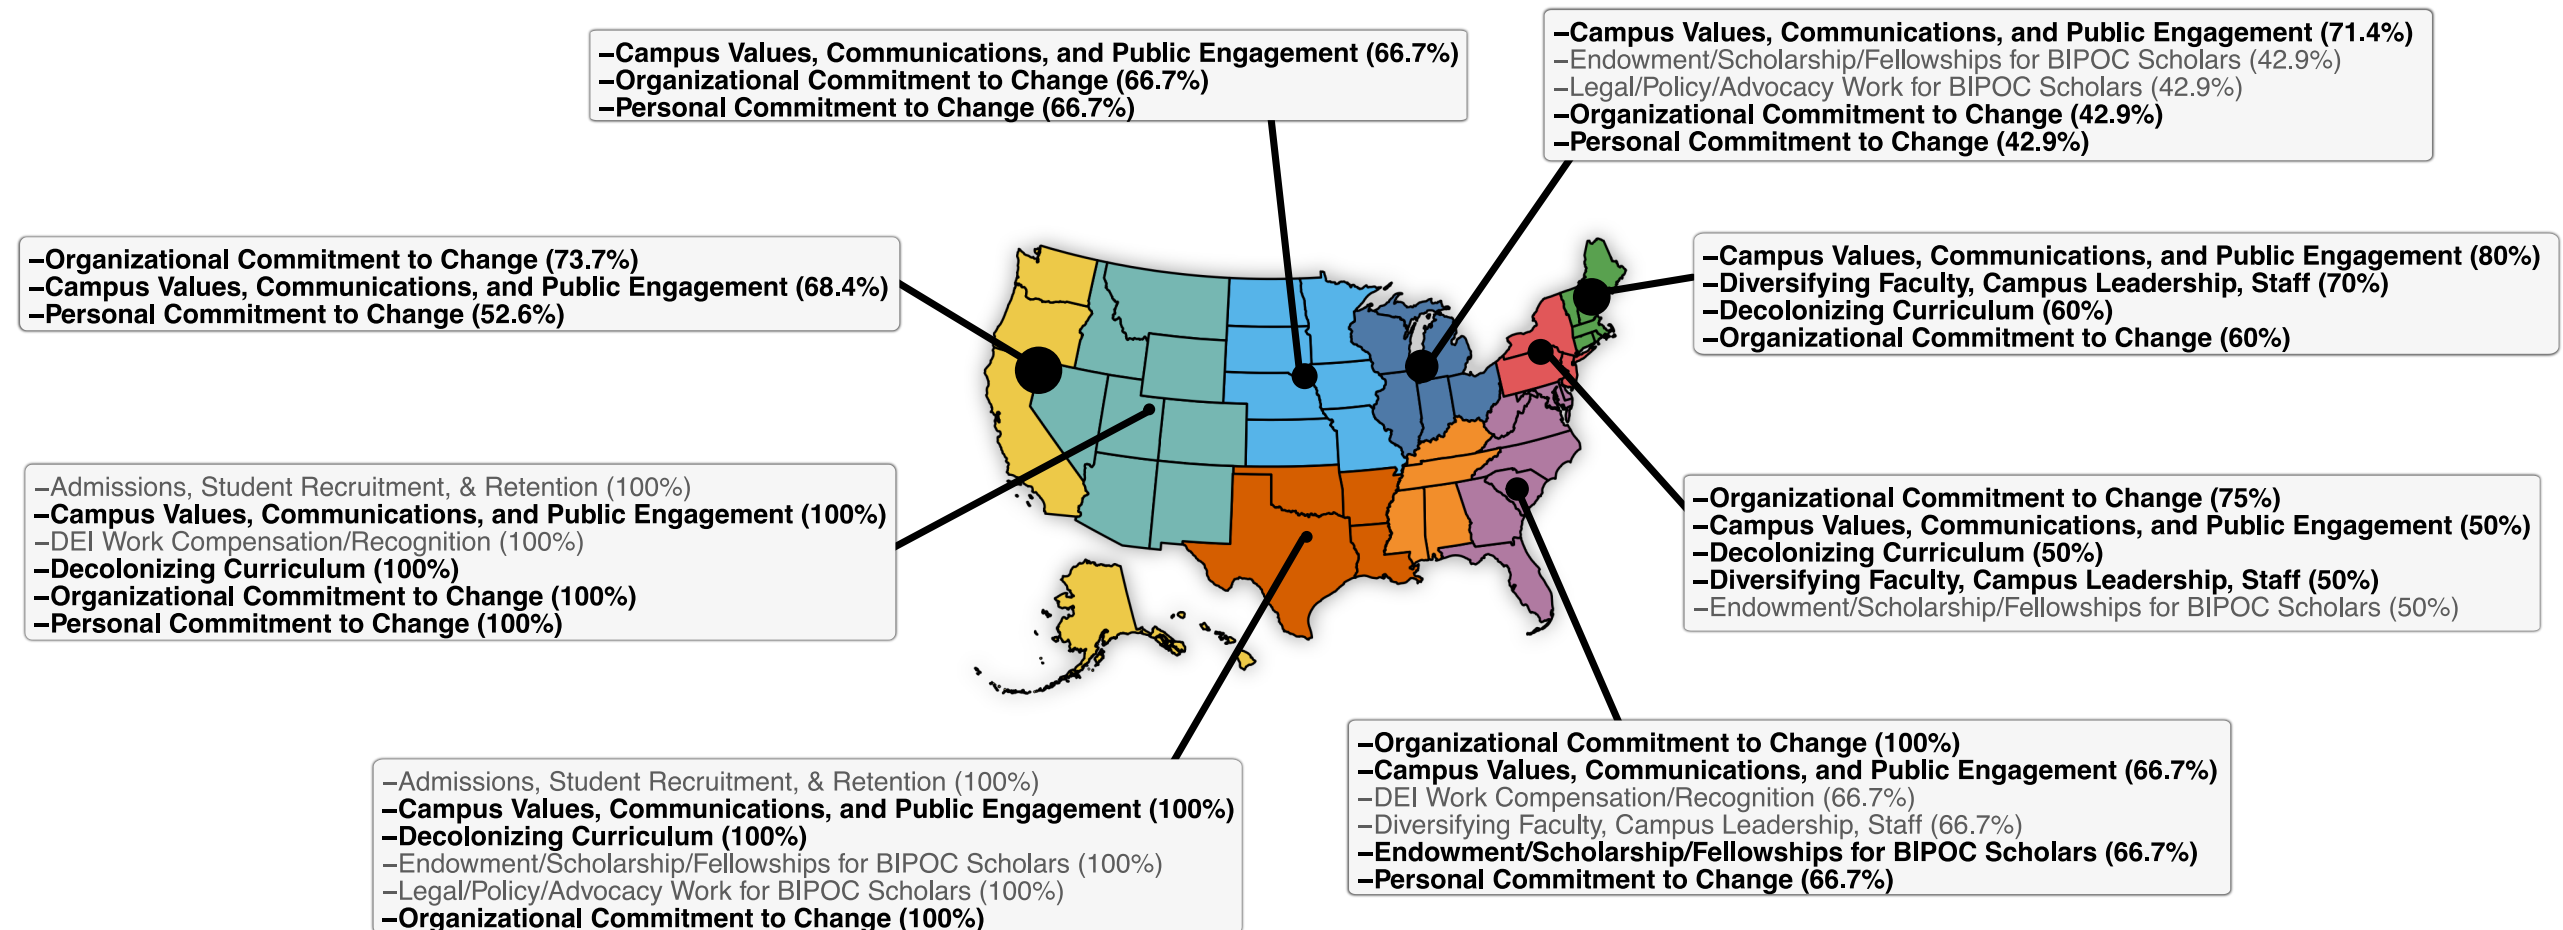 –Campus Values, Communications, and Public Engagement (66.7%)
–Organizational Commitment to Change (66.7%)
–Personal Commitment to Change (66.7%)
–Campus Values, Communications, and Public Engagement (71.4%)
–Endowment/Scholarship/Fellowships for BIPOC Scholars (42.9%)
–Legal/Policy/Advocacy Work for BIPOC Scholars (42.9%)
–Organizational Commitment to Change (42.9%)
–Personal Commitment to Change (42.9%)
–Organizational Commitment to Change (73.7%)
–Campus Values, Communications, and Public Engagement (68.4%)
–Personal Commitment to Change (52.6%)
–Campus Values, Communications, and Public Engagement (80%)
–Diversifying Faculty, Campus Leadership, Staff (70%)
–Decolonizing Curriculum (60%)
–Organizational Commitment to Change (60%)
–Admissions, Student Recruitment, & Retention (100%)
–Campus Values, Communications, and Public Engagement (100%)
–DEI Work Compensation/Recognition (100%)
–Decolonizing Curriculum (100%)
–Organizational Commitment to Change (100%)
–Personal Commitment to Change (100%)
–Organizational Commitment to Change (75%)
–Campus Values, Communications, and Public Engagement (50%)
–Decolonizing Curriculum (50%)
–Diversifying Faculty, Campus Leadership, Staff (50%)
–Endowment/Scholarship/Fellowships for BIPOC Scholars (50%)
–Admissions, Student Recruitment, & Retention (100%)
–Campus Values, Communications, and Public Engagement (100%)
–Decolonizing Curriculum (100%)
–Endowment/Scholarship/Fellowships for BIPOC Scholars (100%)
–Legal/Policy/Advocacy Work for BIPOC Scholars (100%)
–Organizational Commitment to Change (100%)
–Organizational Commitment to Change (100%)
–Campus Values, Communications, and Public Engagement (66.7%)
–DEI Work Compensation/Recognition (66.7%)
–Diversifying Faculty, Campus Leadership, Staff (66.7%)
–Endowment/Scholarship/Fellowships for BIPOC Scholars (66.7%)
–Personal Commitment to Change (66.7%)